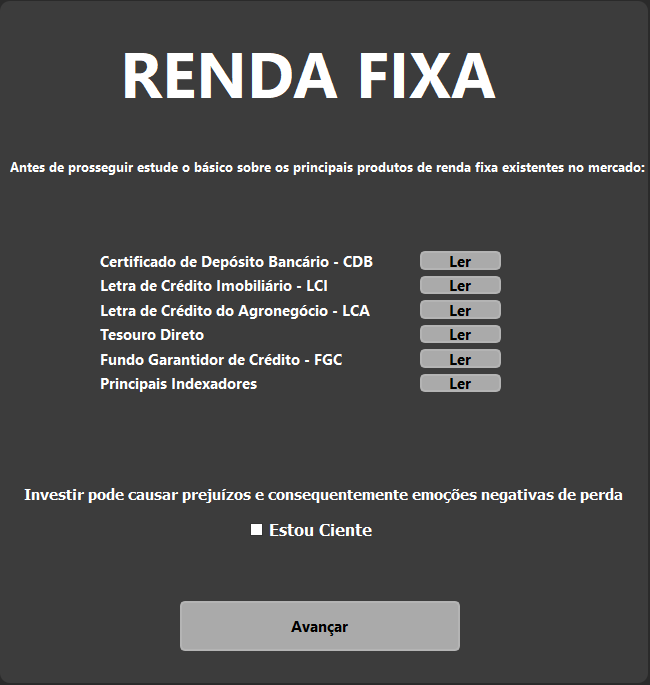 RENDA FIXA
Antes de prosseguir estude o básico sobre os principais produtos de renda fixa existentes no mercado:
Certificado de Depósito Bancário - CDB Ler
Letra de Crédito Imobiliário - LCI Ler
Letra de Crédito do Agronegócio - LCA Ler
Tesouro Direto Ler
Fundo Garantidor de Crédito - FGC Ler
Principais Indexadores Ler
Investir pode causar prejuízos e consequentemente emoções negativas de perda
Estou Ciente
Avançar